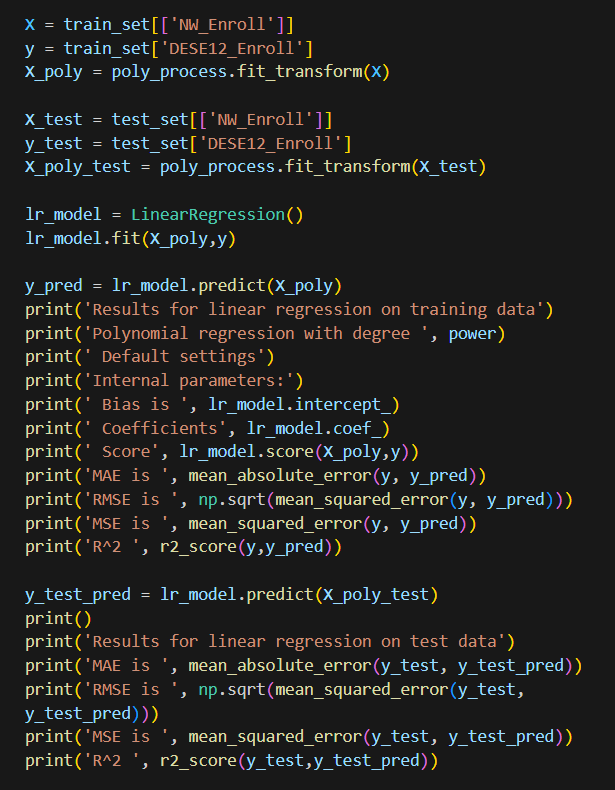 X = train_set[['NW_Enroll']]
y = train_set['DESE12_Enroll']
X_poly = poly_process.fit_transform(X)
X_test = test_set[['NW_Enroll']]
y_test = test_set['DESE12_Enroll']
X_poly_test = poly_process.fit_transform(X_test)
lr_model = LinearRegression()
lr_model.fit(X_poly,y)
y_pred = lr_model.predict(X_poly)
print('Results for linear regression on training data')
print('Polynomial regression with degree ', power)
print(' Default settings')
print('Internal parameters:')
print(' Bias is ', lr_model.intercept_)
print(' Coefficients', lr_model.coef_)
print(' Score', lr_model.score(X_poly,y))
print('MAE is ', mean_absolute_error(y, y_pred))
print('RMSE is ', np.sqrt(mean_squared_error(y, y_pred)))
print('MSE is ', mean_squared_error(y, y_pred))
print('R^2 ', r2_score(y,y_pred))
y_test_pred = lr_model.predict(X_poly_test)
print()
print('Results for linear regression on test data')
print('MAE is ', mean_absolute_error(y_test, y_test_pred))
print('RMSE is ', np.sqrt(mean_squared_error(y_test,
y_test_pred)))
print('MSE is ', mean_squared_error(y_test, y_test_pred))
print('R^2 ', r2_score(y_test,y_test_pred))